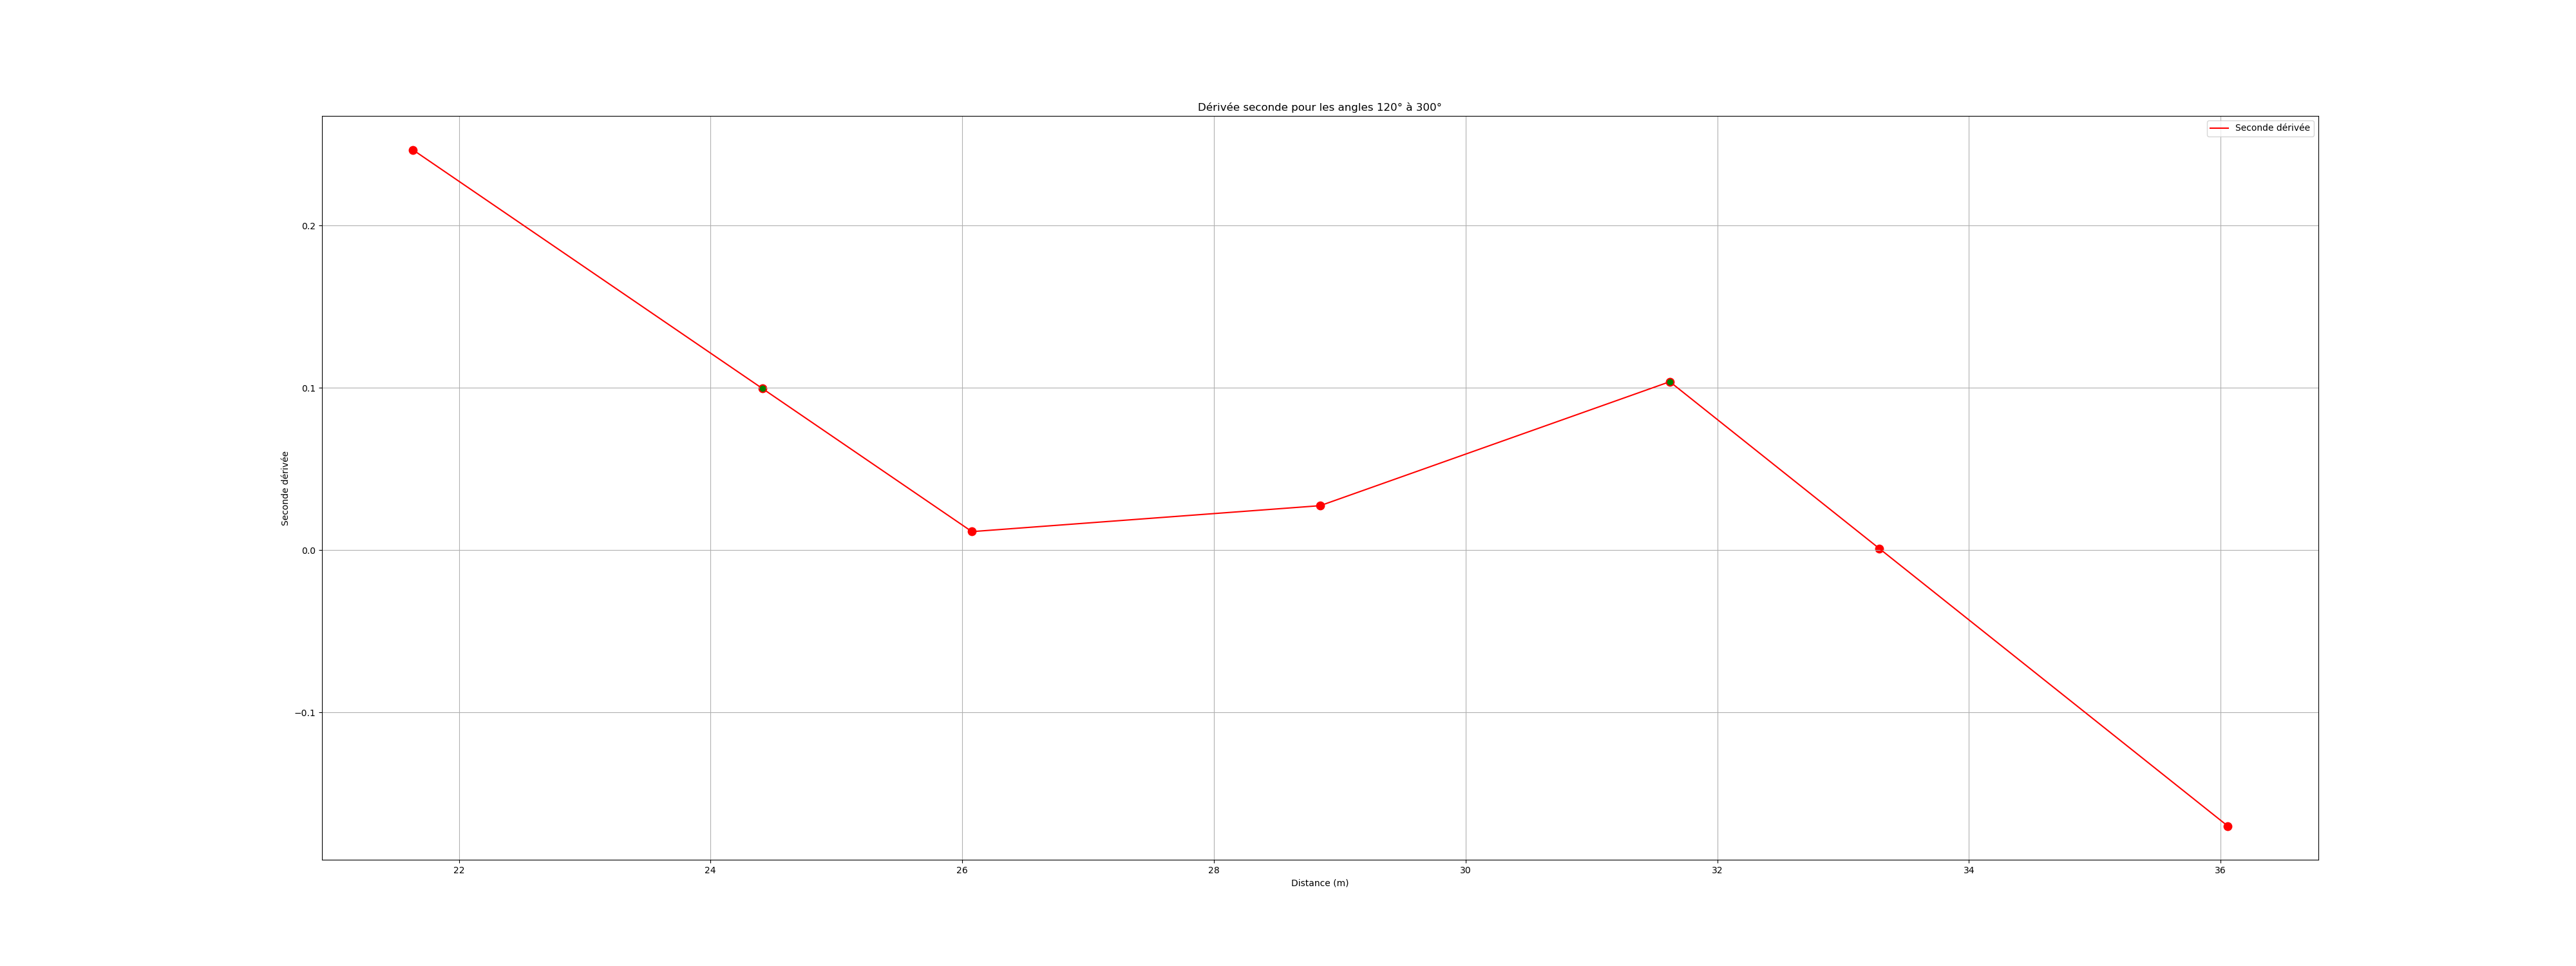 Dérivée seconde pour les angles 120° à 300°
Seconde dérivée
0.2
0.1
0.0
−0.1
Seconde dérivée
22 24 26 28 30 32 34 36
Distance (m)